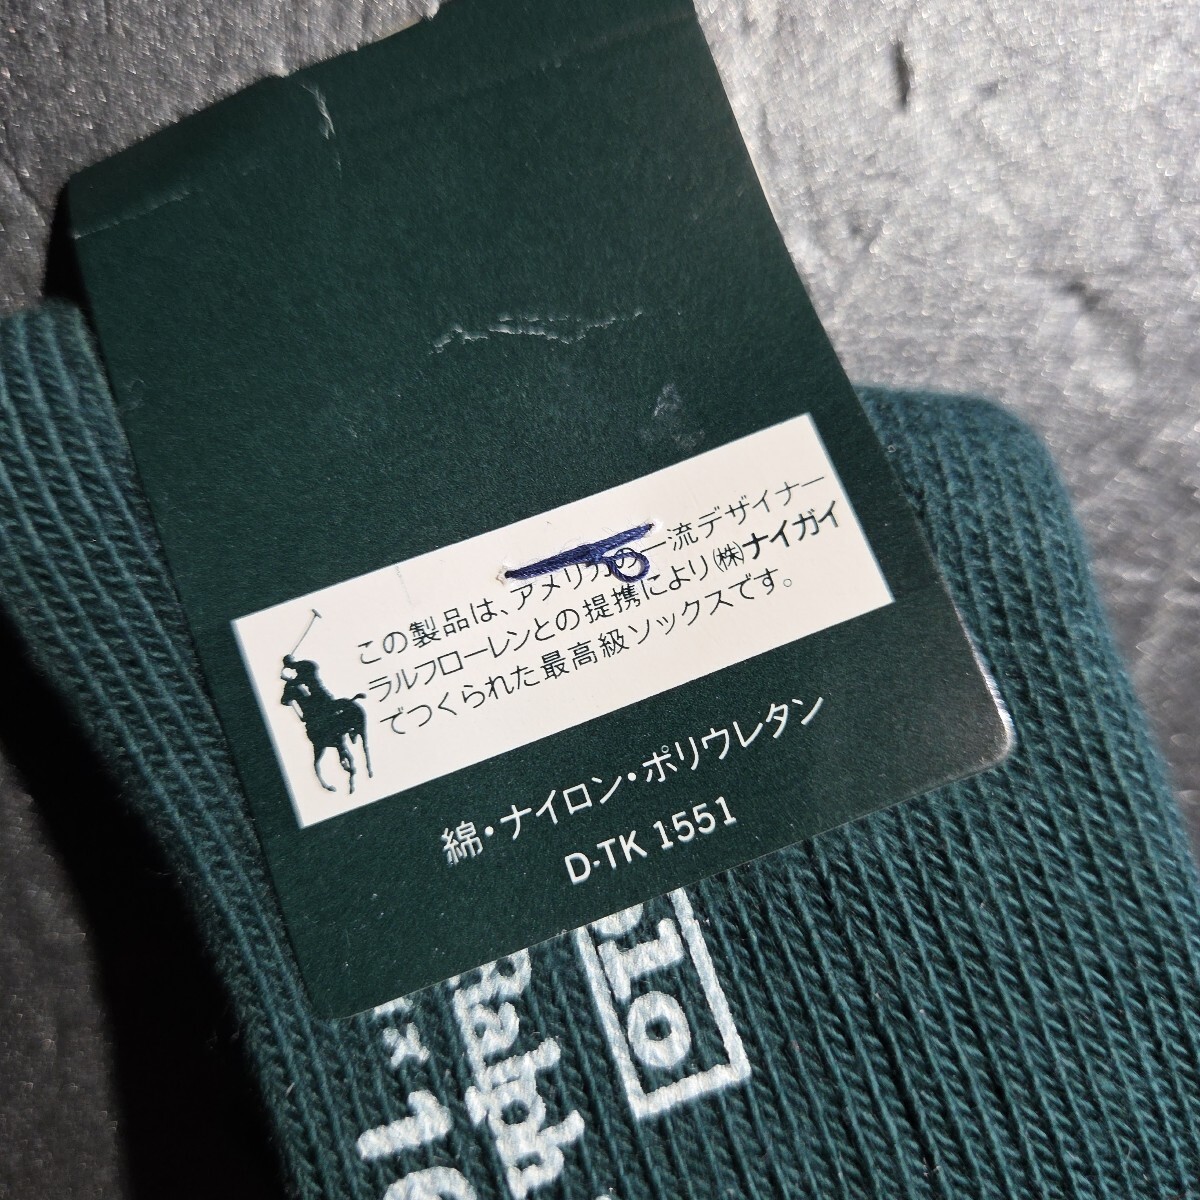 この製品は、アメリカの一流デザイナー
ラルフローレンとの提携により(株)ナイガイ
でつくられた最高級ソックスです。
綿・ナイロン・ポリウレタン
D-TK 1551
Ralph